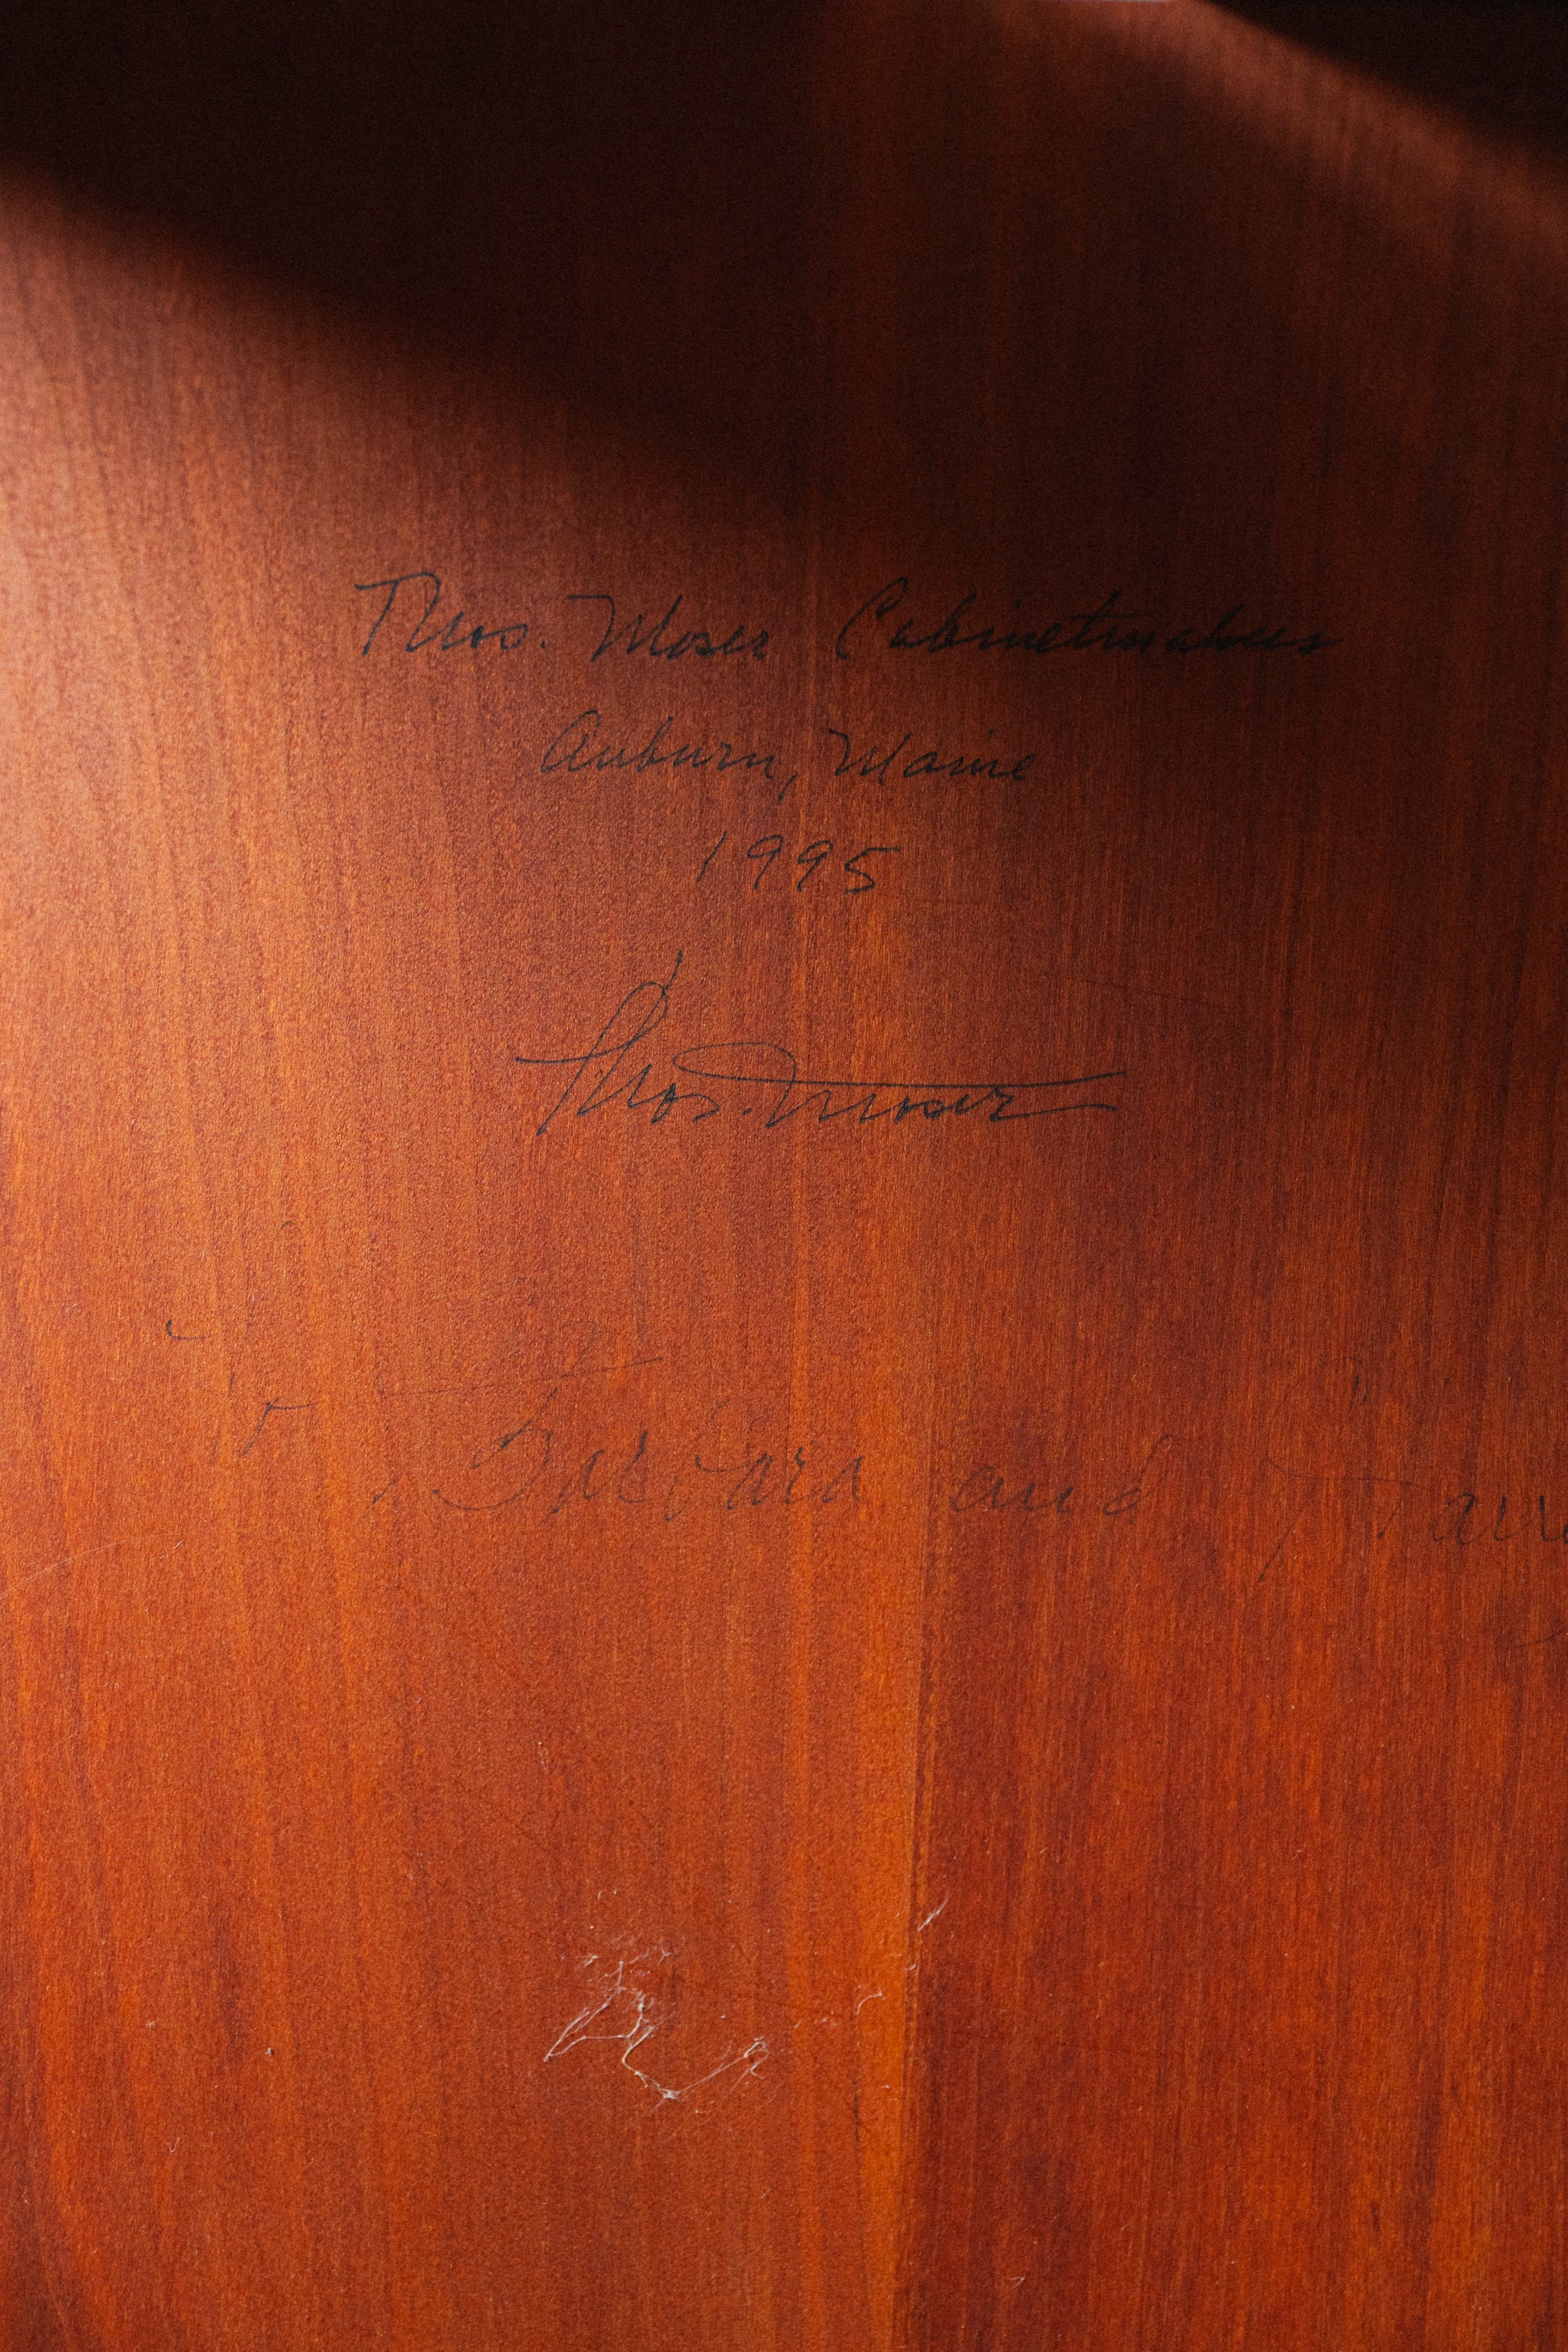 Thos. Moser Cabinetmakers
Auburn, Maine
1995
Thos. Moser
Barbara and